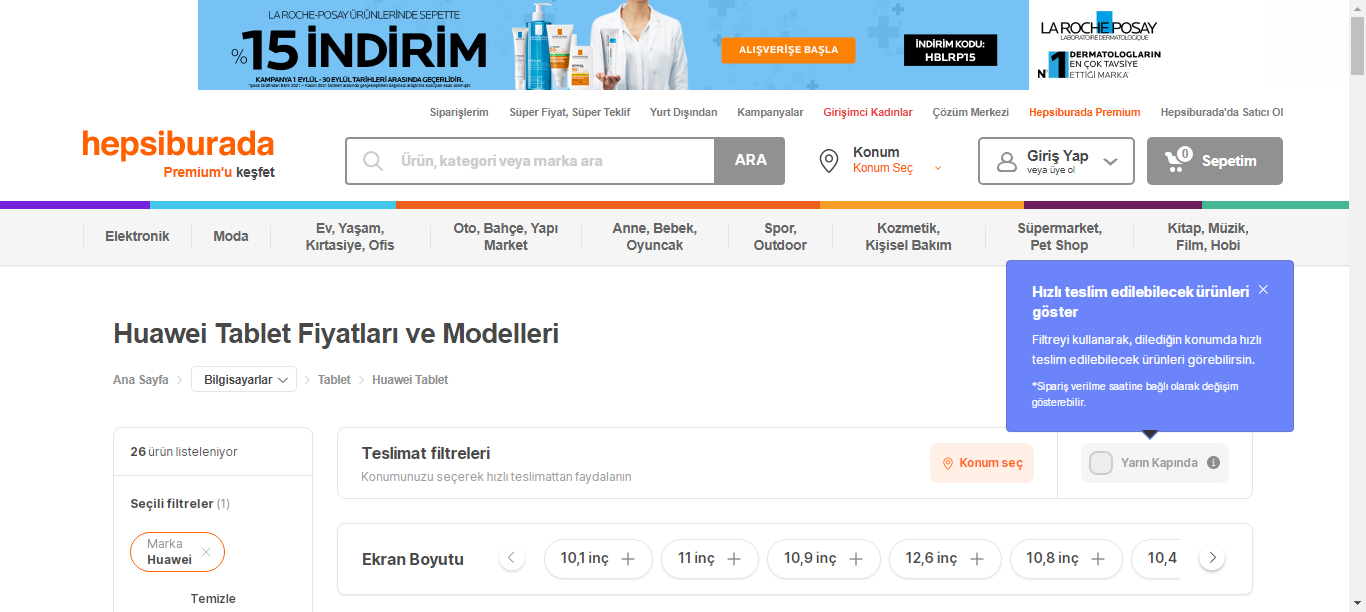 LA ROCHE-POSAY ÜRÜNLERİNDE SEPETTE
%15 İNDİRİM
KAMPANYA 1 EYLÜL - 30 EYLÜL TARİHLERİ ARASINDA GEÇERLİDİR.
ALIŞVERİŞE BAŞLA
İNDİRİM KODU:
HBLRP15
LA ROCHE POSAY
LABORATOIRE DERMATOLOGIQUE
N°1 DERMATOLOGLARIN
EN ÇOK TAVSİYE
ETTİĞİ MARKA*
Siparişlerim Süper Fiyat, Süper Teklif Yurt Dışından Kampanyalar Girişimci Kadınlar Çözüm Merkezi Hepsiburada Premium Hepsiburada'da Satıcı Ol
hepsiburada
Premium'u keşfet
Ürün, kategori veya marka ara
ARA
Konum
Konum Seç
Giriş Yap
veya üye ol
0
Sepetim
Elektronik
Moda
Ev, Yaşam,
Kırtasiye, Ofis
Oto, Bahçe, Yapı
Market
Anne, Bebek,
Oyuncak
Spor,
Outdoor
Kozmetik,
Kişisel Bakım
Süpermarket,
Pet Shop
Kitap, Müzik,
Film, Hobi
Hızlı teslim edilebilecek ürünleri
göster
Filtreyi kullanarak, dilediğin konumda hızlı
teslim edilebilecek ürünleri görebilirsin.
*Sipariş verilme saatine bağlı olarak değişim
gösterebilir.
Huawei Tablet Fiyatları ve Modelleri
Ana Sayfa Bilgisayarlar Tablet Huawei Tablet
26 ürün listeleniyor
Seçili filtreler (1)
Marka
Huawei
Temizle
Teslimat filtreleri
Konumunuzu seçerek hızlı teslimattan faydalanın
Konum seç
Yarın Kapında
Ekran Boyutu
10,1 inç 11 inç 10,9 inç 12,6 inç 10,8 inç 10,4